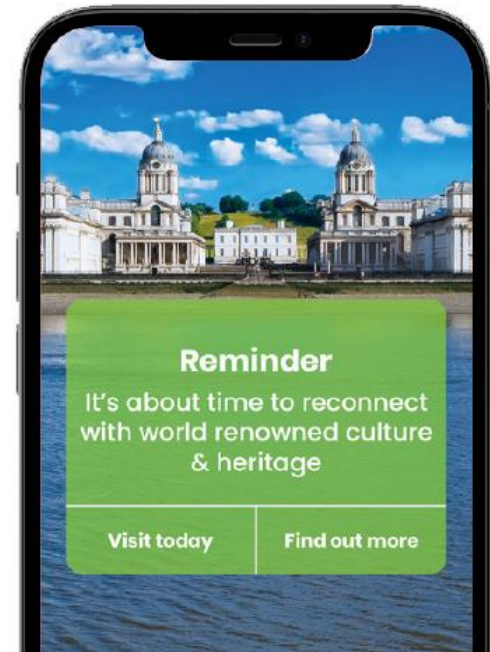 Reminder
It's about time to reconnect
with world renowned culture
& heritage
Visit today
Find out more